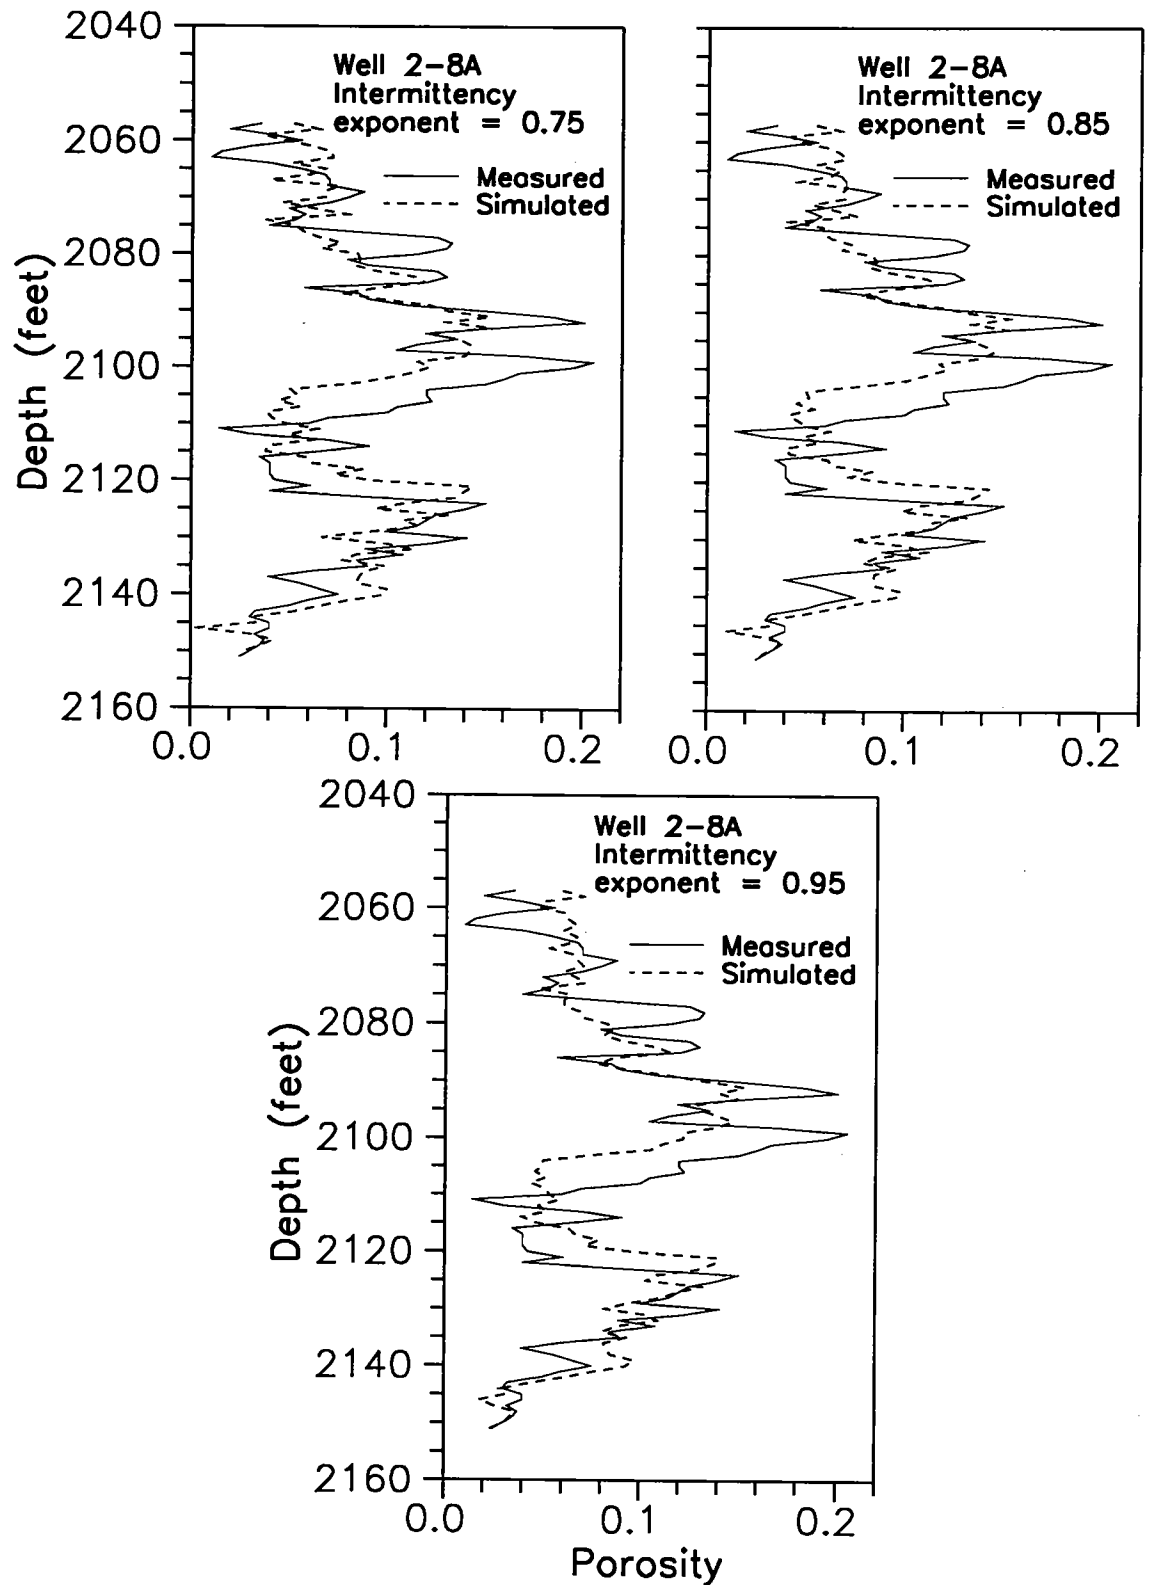 2040
2060
2080
2100
2120
2140
2160
Depth (feet)
Well 2-8A
Intermittency
exponent = 0.75
Measured
Simulated
0.0 0.1 0.2
Well 2-8A
Intermittency
exponent = 0.85
Measured
Simulated
0.0 0.1 0.2
2040
2060
2080
2100
2120
2140
2160
Depth (feet)
Well 2-8A
Intermittency
exponent = 0.95
Measured
Simulated
0.0 0.1 0.2
Porosity